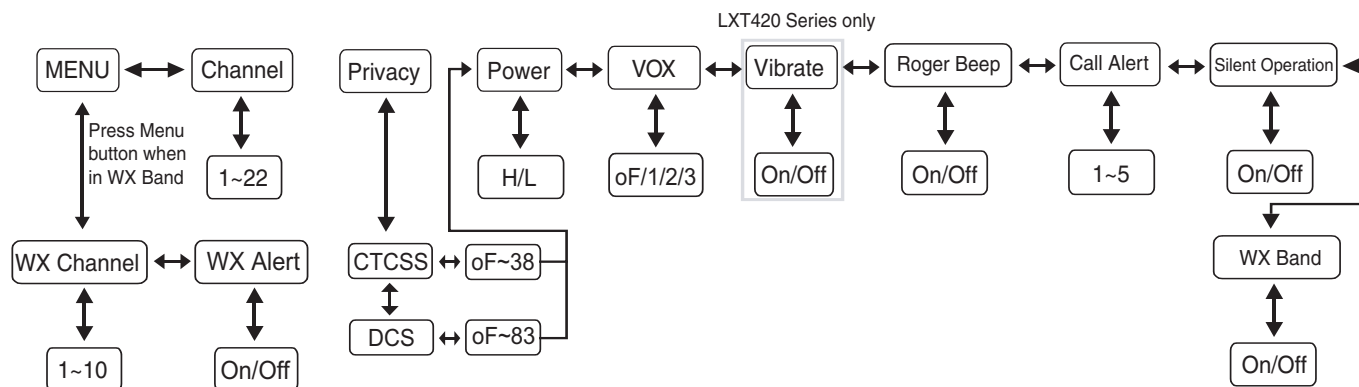 LXT420 Series only
MENU
Channel
Privacy
Power
VOX
Vibrate
Roger Beep
Call Alert
Silent Operation
Press Menu
button when
in WX Band
1~22
H/L
oF/1/2/3
On/Off
On/Off
1~5
On/Off
WX Channel
WX Alert
CTCSS
oF~38
WX Band
DCS
oF~83
1~10
On/Off
On/Off